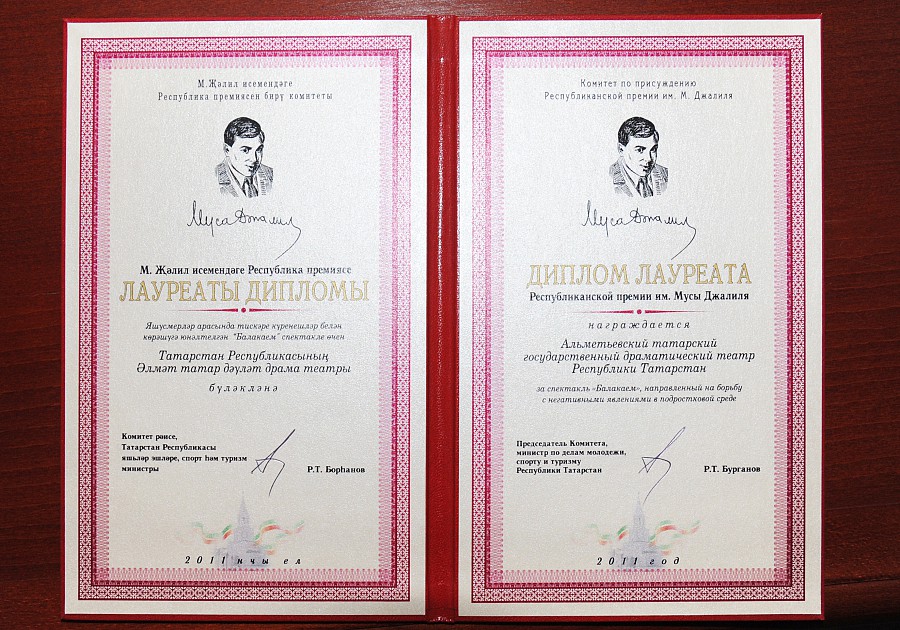 М.Җәлил исемендәге
Республика премиясен бирү комитеты
Муса Джалил
М. Җәлил исемендәге Республика премиясе
ЛАУРЕАТЫ ДИПЛОМЫ
Яшүсмерләр арасында тискәре күренешләр белән
көрәшүгә юнәлтелгән "Балакаем" спектакле өчен
Татарстан Республикасының
Әлмәт татар дәүләт драма театры
бүләкләнә
Комитет рәисе,
Татарстан Республикасы
яшьләр эшләре, спорт һәм туризм
министры
Р.Т. Борһанов
2011 нчы ел
Комитет по присуждению
Республиканской премии им. М. Джалиля
Муса Джалил
ДИПЛОМ ЛАУРЕАТА
Республиканской премии им. Мусы Джалиля
награждается
Альметьевский татарский
государственный драматический театр
Республики Татарстан
за спектакль «Балакаем», направленный на борьбу
с негативными явлениями в подростковой среде
Председатель Комитета,
министр по делам молодежи,
спорту и туризму
Республики Татарстан
Р.Т. Бурганов
2011 год